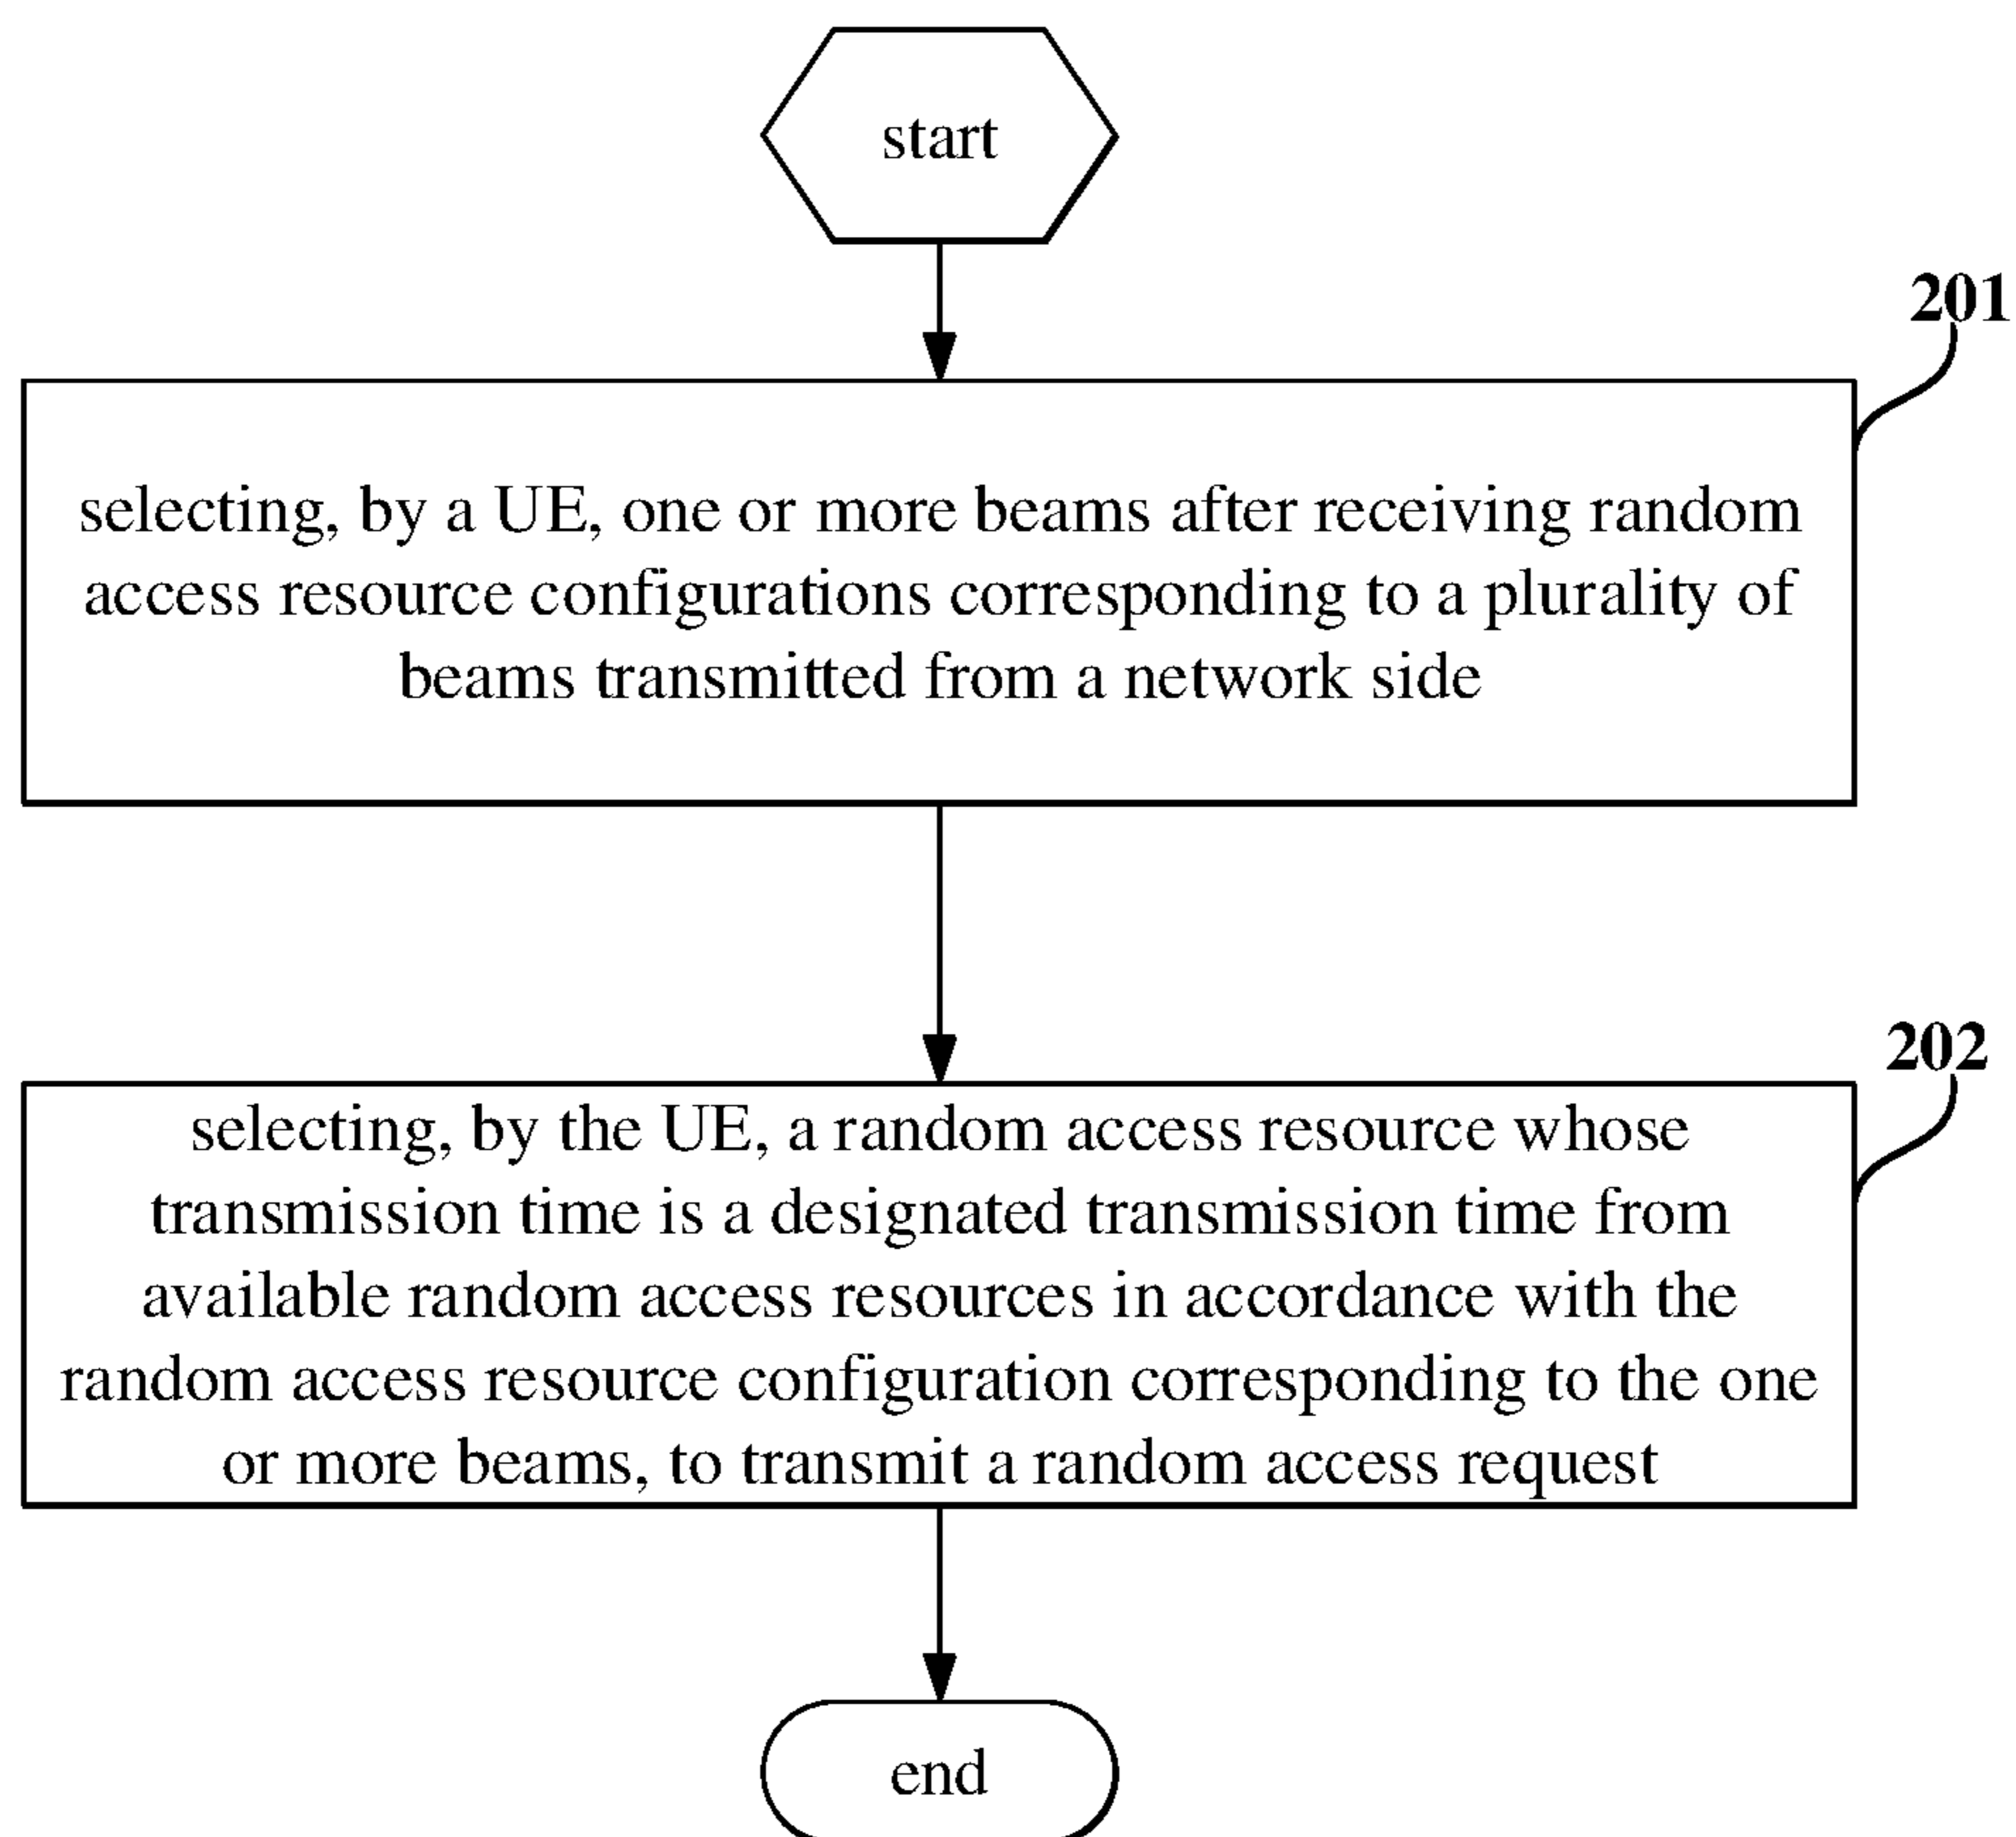 start
201
selecting, by a UE, one or more beams after receiving random
access resource configurations corresponding to a plurality of
beams transmitted from a network side
202
selecting, by the UE, a random access resource whose
transmission time is a designated transmission time from
available random access resources in accordance with the
random access resource configuration corresponding to the one
or more beams, to transmit a random access request
end